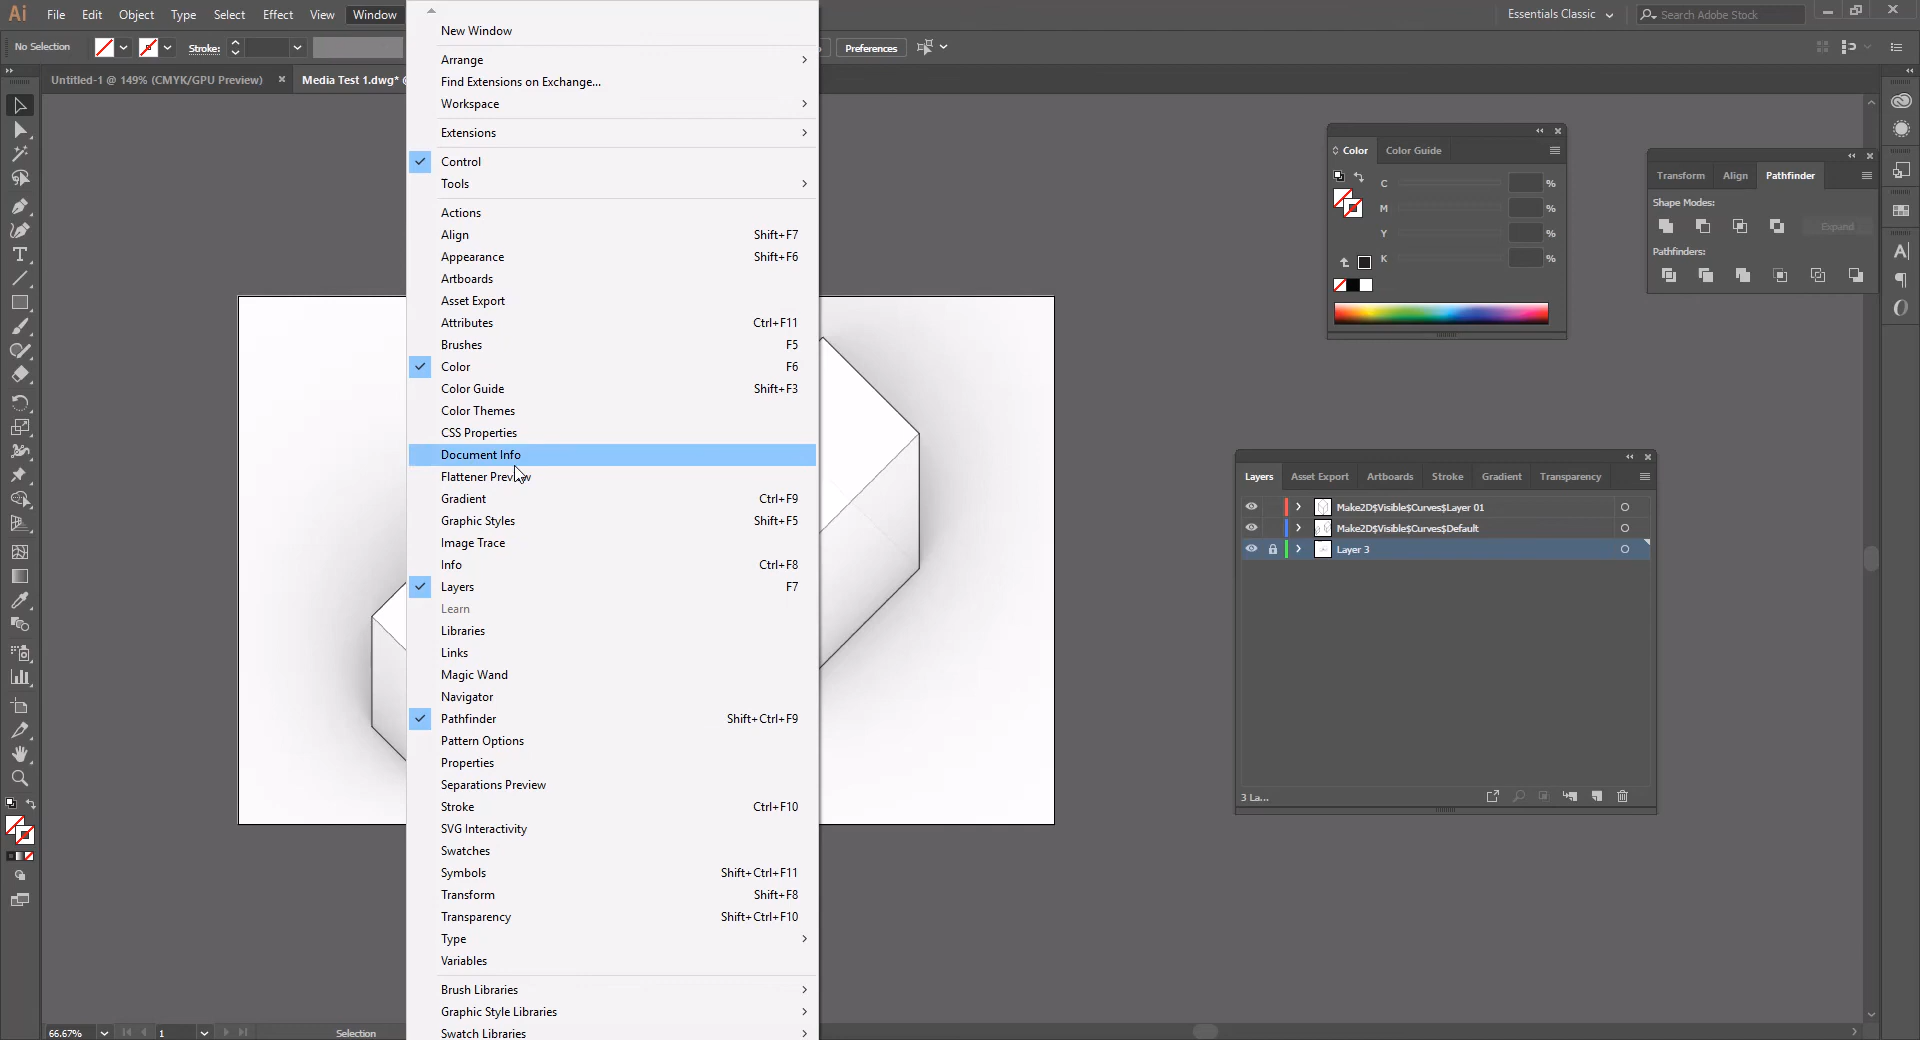 Ai File Edit Object Type Select Effect View Window Essentials Classic Search Adobe Stock
No Selection Stroke: Preferences
Untitled-1 @ 149% (CMYK/GPU Preview) × Media Test 1.dwg*
New Window
Arrange
Find Extensions on Exchange...
Workspace
Extensions
Control
Tools
Actions
Align Shift+F7
Appearance Shift+F6
Artboards
Asset Export
Attributes Ctrl+F11
Brushes F5
Color F6
Color Guide Shift+F3
Color Themes
CSS Properties
Document Info
Flattener Preview
Gradient Ctrl+F9
Graphic Styles Shift+F5
Image Trace
Info Ctrl+F8
Layers F7
Learn
Libraries
Links
Magic Wand
Navigator
Pathfinder Shift+Ctrl+F9
Pattern Options
Properties
Separations Preview
Stroke Ctrl+F10
SVG Interactivity
Swatches
Symbols Shift+Ctrl+F11
Transform Shift+F8
Transparency Shift+Ctrl+F10
Type
Variables
Brush Libraries
Graphic Style Libraries
Swatch Libraries
Color Color Guide
C %
M %
Y %
K %
Transform Align Pathfinder
Shape Modes:
Expand
Pathfinders:
Layers Asset Export Artboards Stroke Gradient Transparency
Make2D$Visible$Curves$Layer 01
Make2D$Visible$Curves$Default
Layer 3
3 La...
66.67% 1 Selection